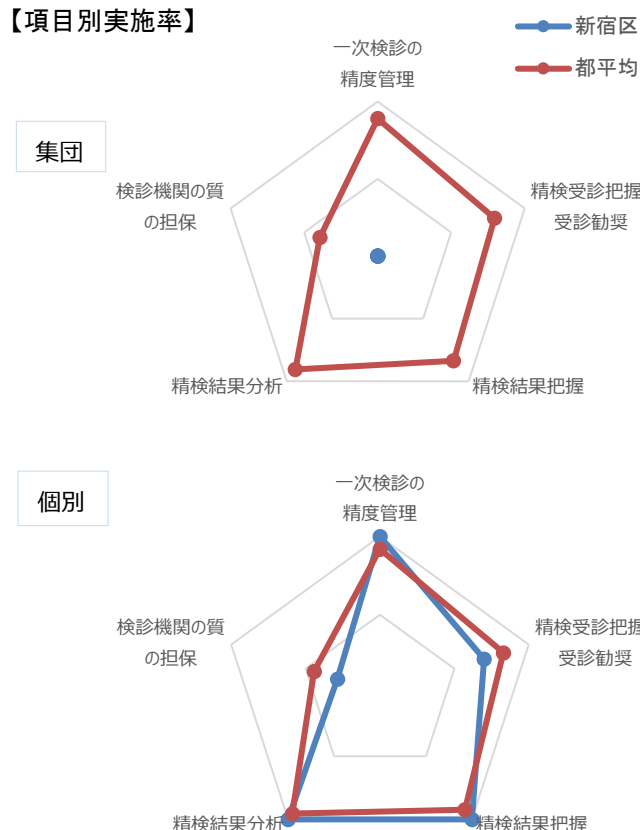 【項目別実施率】
新宿区
都平均
集団
一次検診の
精度管理
精検受診把握
受診勧奨
精検結果把握
精検結果分析
検診機関の質
の担保
個別
一次検診の
精度管理
精検受診把握
受診勧奨
精検結果把握
精検結果分析
検診機関の質
の担保